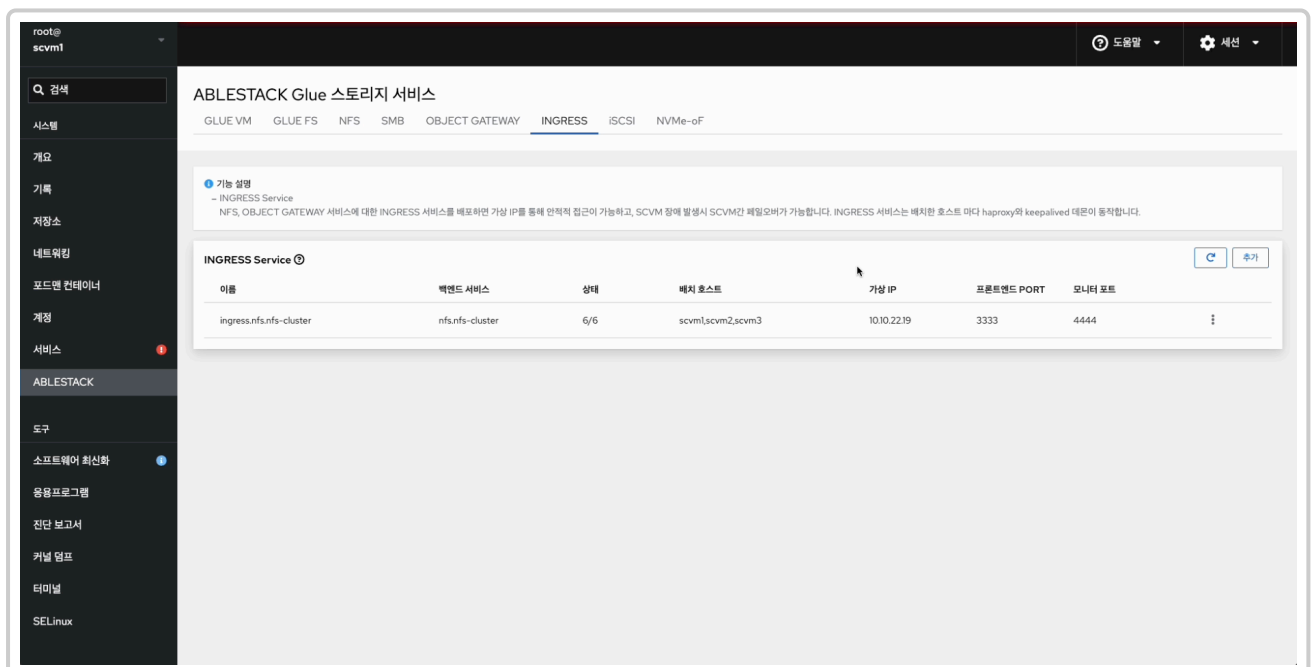 root@
scvm1
도움말
세션
검색
시스템
개요
기록
저장소
네트워킹
포드맨 컨테이너
계정
서비스
ABLESTACK
도구
소프트웨어 최신화
응용프로그램
진단 보고서
커널 덤프
터미널
SELinux
ABLESTACK Glue 스토리지 서비스
GLUE VM GLUE FS NFS SMB OBJECT GATEWAY INGRESS iSCSI NVMe-oF
기능 설명
– INGRESS Service
NFS, OBJECT GATEWAY 서비스에 대한 INGRESS 서비스를 배포하면 가상 IP를 통해 안적적 접근이 가능하고, SCVM 장애 발생시 SCVM간 페일오버가 가능합니다. INGRESS 서비스는 배치한 호스트 마다 haproxy와 keepalived 데몬이 동작합니다.
INGRESS Service
추가
이름 백엔드 서비스 상태 배치 호스트 가상 IP 프론트엔드 PORT 모니터 포트
ingress.nfs.nfs-cluster nfs.nfs-cluster 6/6 scvm1,scvm2,scvm3 10.10.22.19 3333 4444